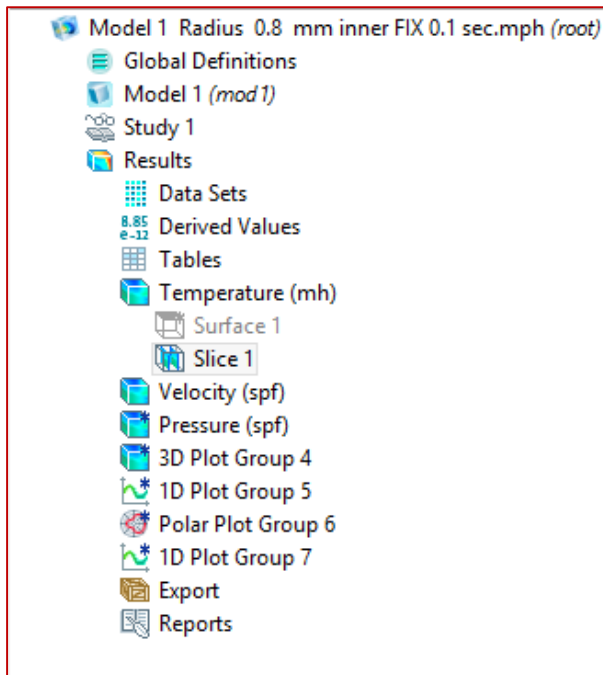 Model 1 Radius 0.8 mm inner FIX 0.1 sec.mph (root)
Global Definitions
Model 1 (mod1)
Study 1
Results
Data Sets
8.85
e-12
Derived Values
Tables
Temperature (mh)
Surface 1
Slice 1
Velocity (spf)
Pressure (spf)
3D Plot Group 4
1D Plot Group 5
Polar Plot Group 6
1D Plot Group 7
Export
Reports